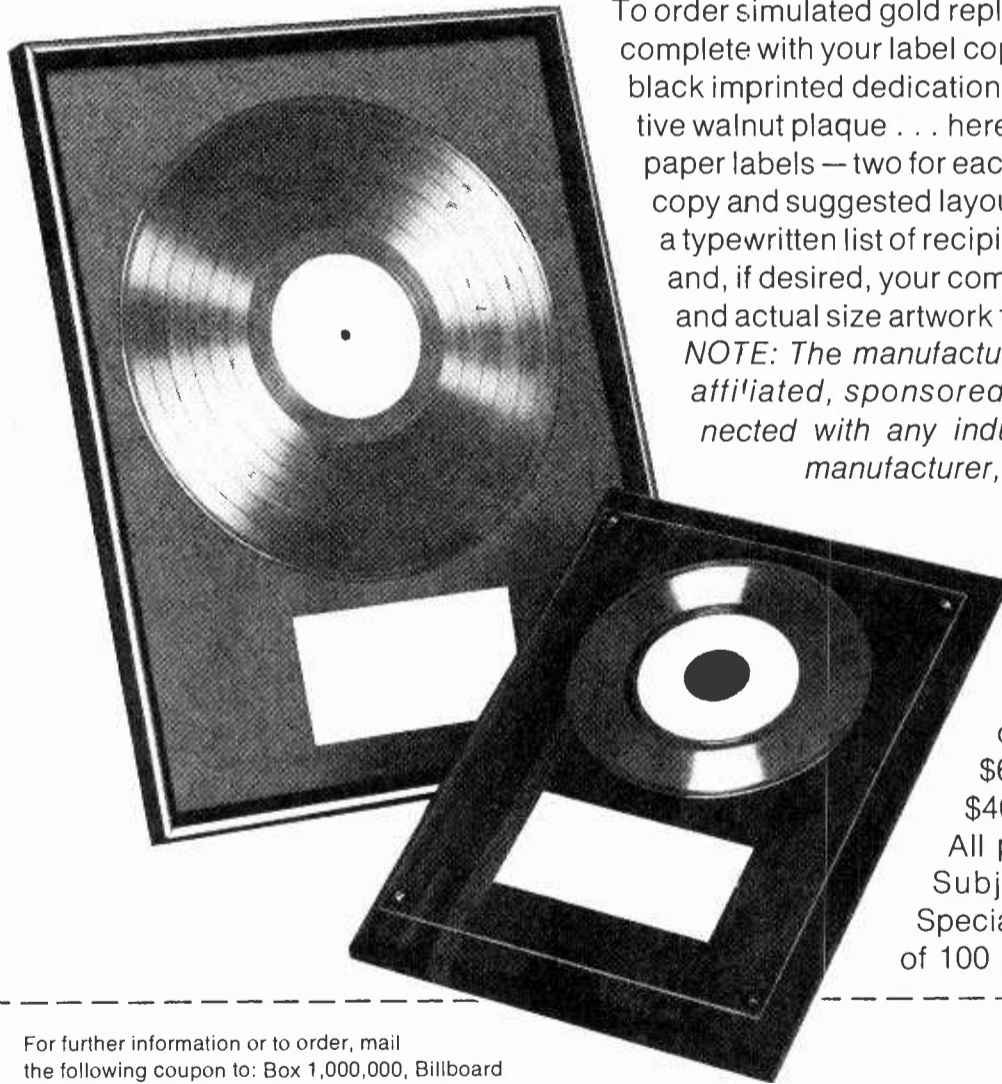 To order simulated gold repl
complete with your label cop
black imprinted dedication
tive walnut plaque . . . here
paper labels — two for each
copy and suggested layou
a typewritten list of recipi
and, if desired, your com
and actual size artwork
NOTE: The manufactu
affiliated, sponsored
nected with any indu
manufacturer,
$6
$40
All p
Subj
Specia
of 100
For further information or to order, mail
the following coupon to: Box 1,000,000, Billboard